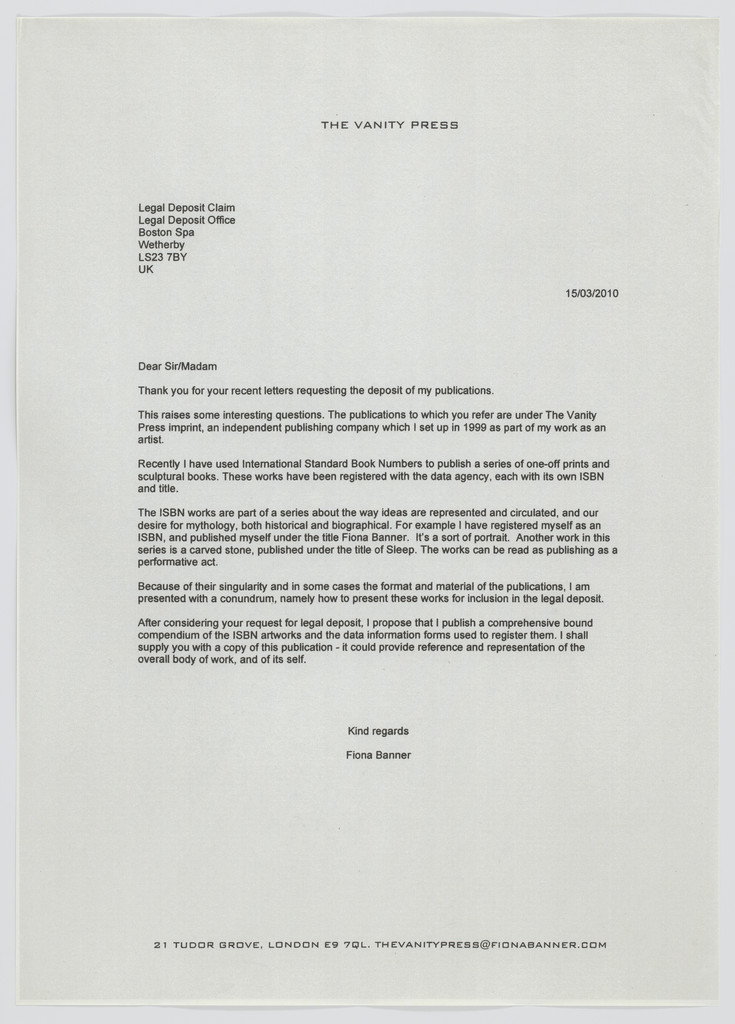 THE VANITY PRESS
Legal Deposit Claim
Legal Deposit Office
Boston Spa
Wetherby
LS23 7BY
UK
15/03/2010
Dear Sir/Madam
Thank you for your recent letters requesting the deposit of my publications.
This raises some interesting questions. The publications to which you refer are under The Vanity
Press imprint, an independent publishing company which I set up in 1999 as part of my work as an
artist.
Recently I have used International Standard Book Numbers to publish a series of one-off prints and
sculptural books. These works have been registered with the data agency, each with its own ISBN
and title.
The ISBN works are part of a series about the way ideas are represented and circulated, and our
desire for mythology, both historical and biographical. For example I have registered myself as an
ISBN, and published myself under the title Fiona Banner.  It's a sort of portrait.  Another work in this
series is a carved stone, published under the title of Sleep. The works can be read as publishing as a
performative act.
Because of their singularity and in some cases the format and material of the publications, I am
presented with a conundrum, namely how to present these works for inclusion in the legal deposit.
After considering your request for legal deposit, I propose that I publish a comprehensive bound
compendium of the ISBN artworks and the data information forms used to register them. I shall
supply you with a copy of this publication - it could provide reference and representation of the
overall body of work, and of its self.
Kind regards
Fiona Banner
21 TUDOR GROVE, LONDON E9 7QL. THEVANITYPRESS@FIONABANNER.COM